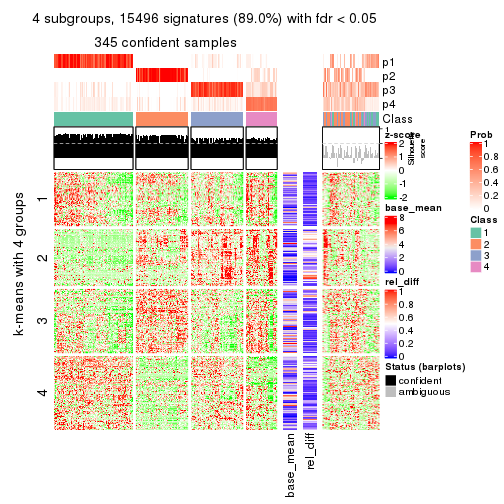 4 subgroups, 15496 signatures (89.0%) with fdr < 0.05
345 confident samples
p1
p2
p3
p4
Class
1
Silhouette
score
k-means with 4 groups
1
2
3
4
base_mean
rel_diff
z-score
2
1
0
-1
-2
base_mean
8
6
4
2
0
rel_diff
1
0.8
0.6
0.4
0.2
0
Status (barplots)
confident
ambiguous
Prob
1
0.8
0.6
0.4
0.2
0
Class
1
2
3
4